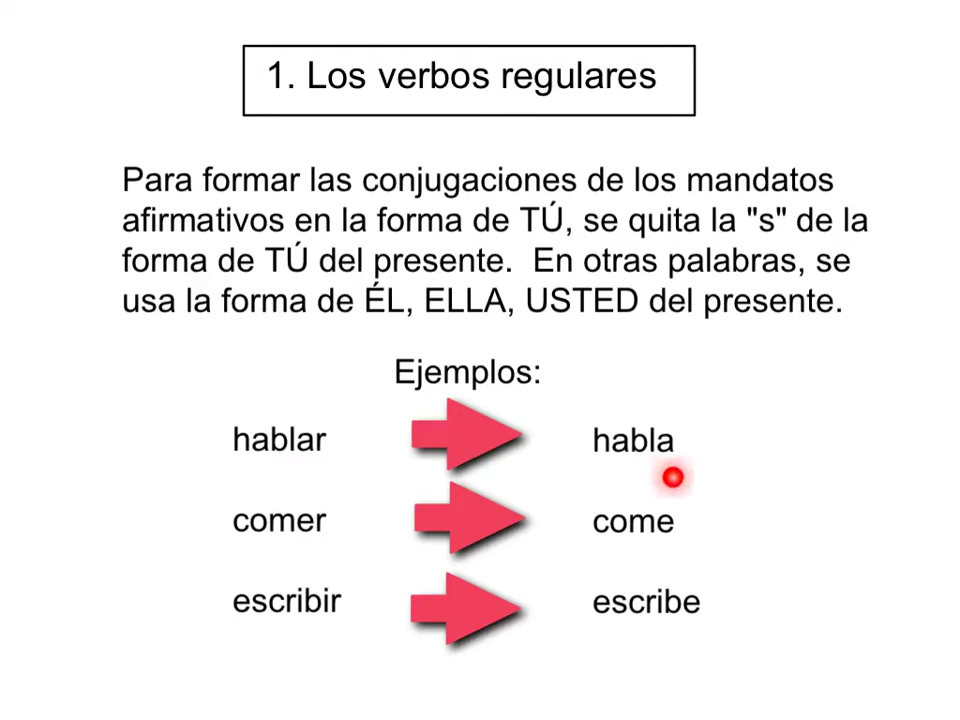 1. Los verbos regulares
Para formar las conjugaciones de los mandatos
afirmativos en la forma de TÚ, se quita la "s" de la
forma de TÚ del presente.  En otras palabras, se
usa la forma de ÉL, ELLA, USTED del presente.
Ejemplos:
hablar habla
comer come
escribir escribe